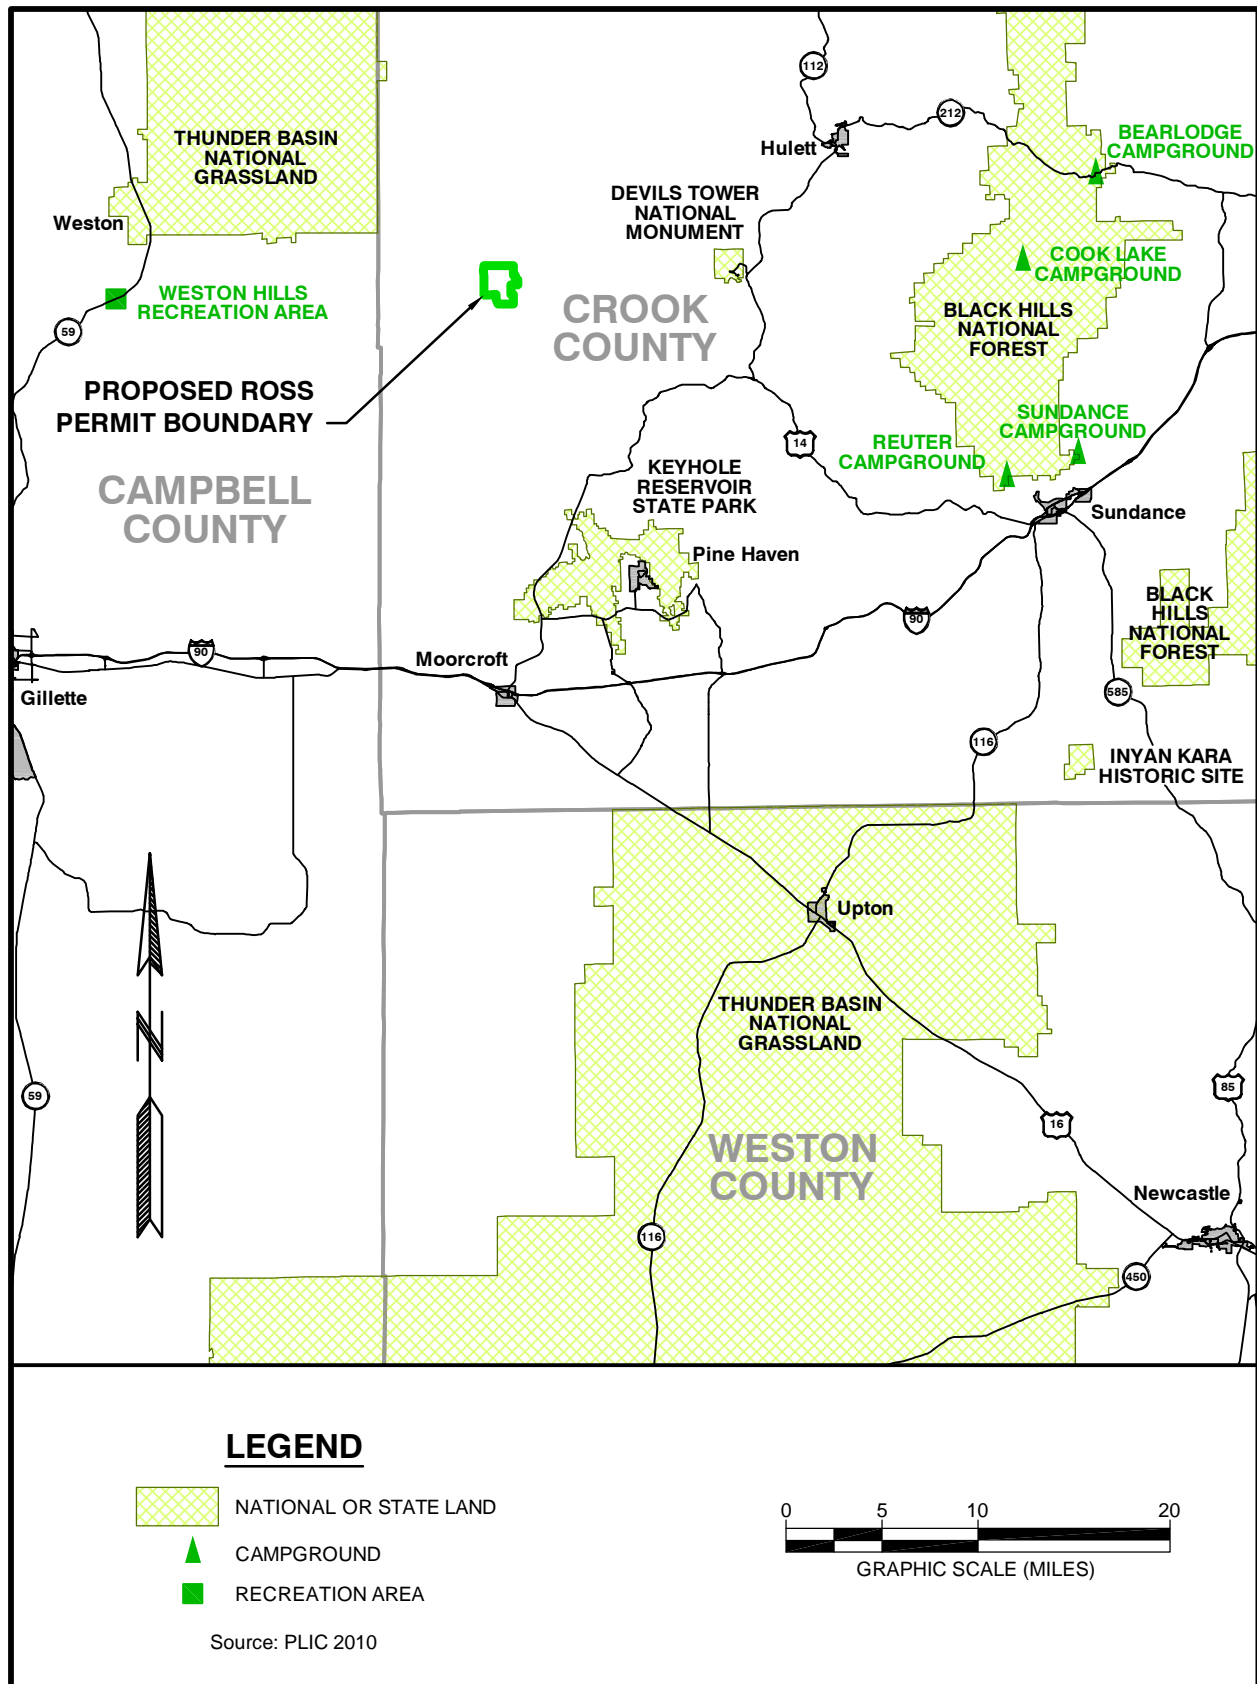 112
212
BEARLODGE
CAMPGROUND
THUNDER BASIN
NATIONAL
GRASSLAND
Hulett
DEVILS TOWER
NATIONAL
MONUMENT
Weston
COOK LAKE
CAMPGROUND
WESTON HILLS
RECREATION AREA
59
CROOK
COUNTY
BLACK HILLS
NATIONAL
FOREST
PROPOSED ROSS
PERMIT BOUNDARY
SUNDANCE
CAMPGROUND
14
REUTER
CAMPGROUND
KEYHOLE
RESERVOIR
STATE PARK
CAMPBELL
COUNTY
Sundance
Pine Haven
BLACK
HILLS
NATIONAL
FOREST
90
90
Moorcroft
Gillette
585
116
INYAN KARA
HISTORIC SITE
Upton
THUNDER BASIN
NATIONAL
GRASSLAND
N
59
85
16
WESTON
COUNTY
Newcastle
116
450
LEGEND
NATIONAL OR STATE LAND
CAMPGROUND
RECREATION AREA
Source: PLIC 2010
0 5 10 20
GRAPHIC SCALE (MILES)